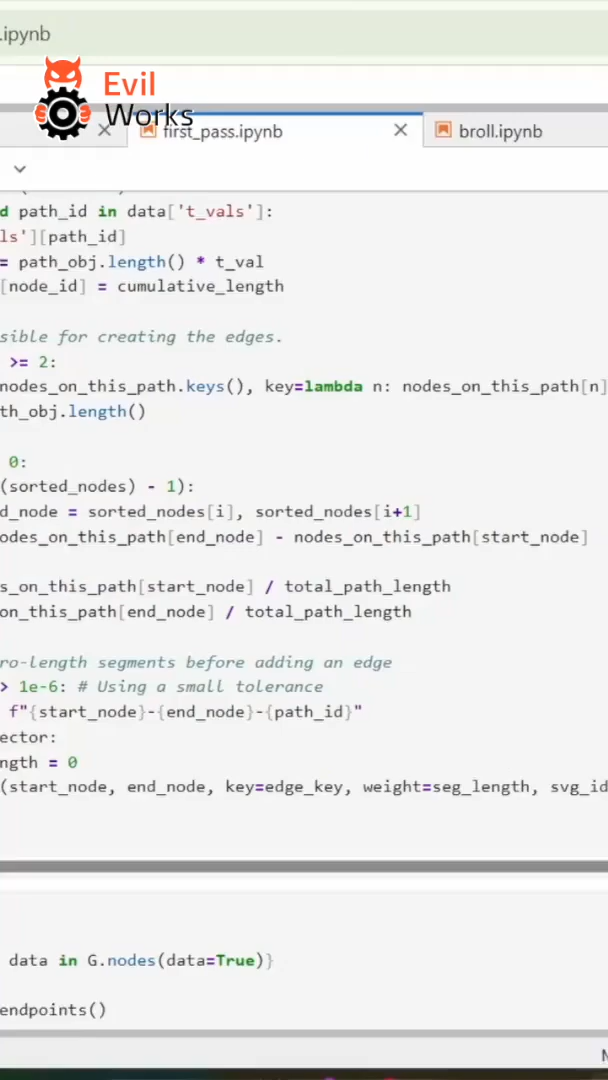 .ipynb
Evil
Works
first_pass.ipynb
broll.ipynb
d path_id in data['t_vals']:
ls'][path_id]
= path_obj.length() * t_val
[node_id] = cumulative_length
sible for creating the edges.
>= 2:
nodes_on_this_path.keys(), key=lambda n: nodes_on_this_path[n]
th_obj.length()
0:
(sorted_nodes) - 1):
d_node = sorted_nodes[i], sorted_nodes[i+1]
odes_on_this_path[end_node] - nodes_on_this_path[start_node]
s_on_this_path[start_node] / total_path_length
on_this_path[end_node] / total_path_length
ro-length segments before adding an edge
> 1e-6: # Using a small tolerance
f"{start_node}-{end_node}-{path_id}"
ector:
ngth = 0
(start_node, end_node, key=edge_key, weight=seg_length, svg_id
data in G.nodes(data=True)}
endpoints()